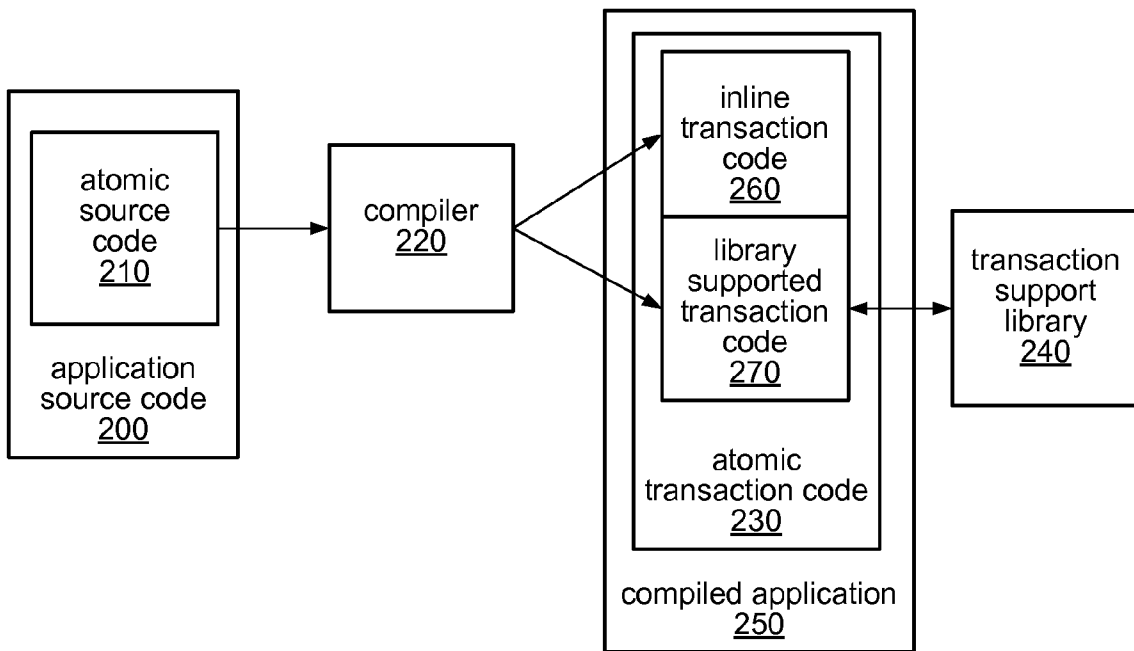 atomic
source
code
210
application
source code
200
compiler
220
inline
transaction
code
260
library
supported
transaction
code
270
atomic
transaction code
230
compiled application
250
transaction
support
library
240